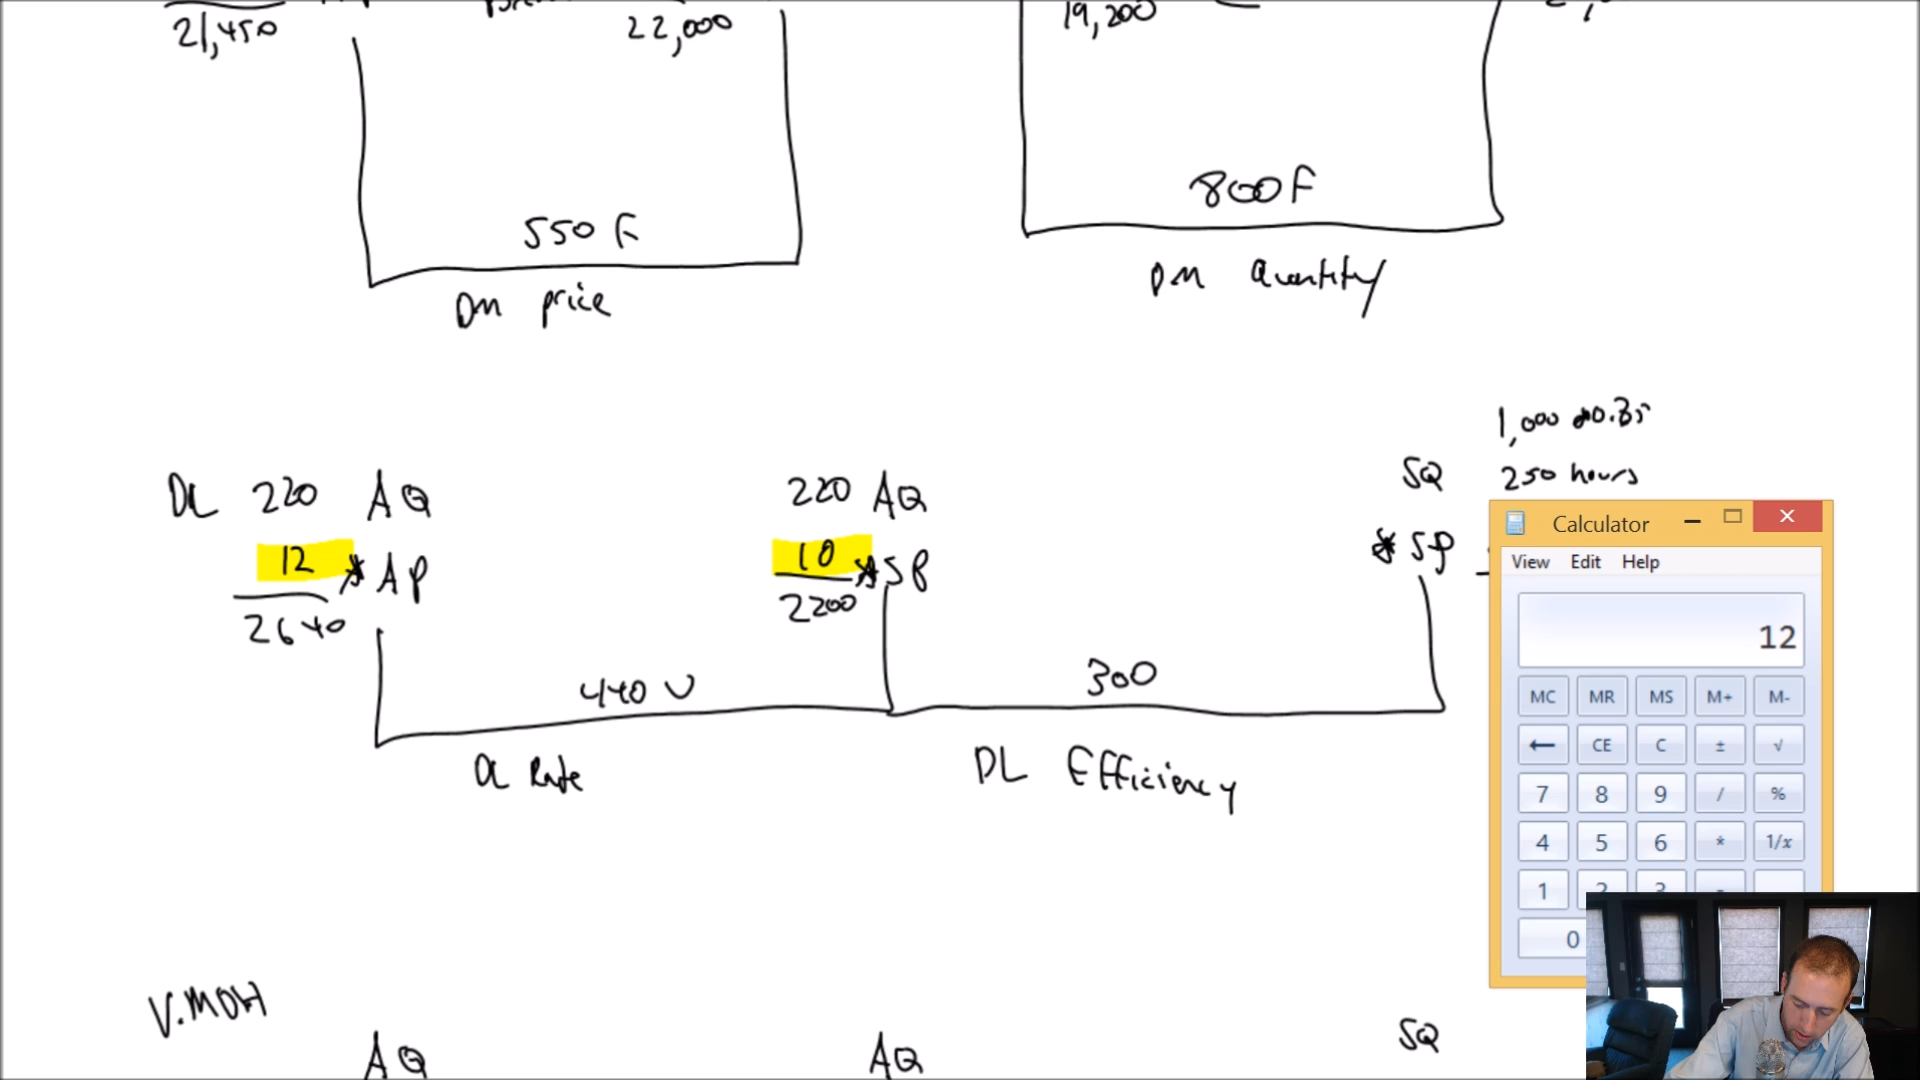 21,450
22,000
19,200
550 F
DM price
800 F
DM Quantity
1,000
DL 220 AQ
12 * AP
2640
220 AQ
10 * SP
2200
SQ 250 hours
* SP
440 U
DL Rate
300
DL Efficiency
Calculator
View Edit Help
12
MC MR MS M+ M-
← CE C ± √
7 8 9 / %
4 5 6 * 1/x
1 2 3 -
0
V.MOH
AQ
AQ
SQ